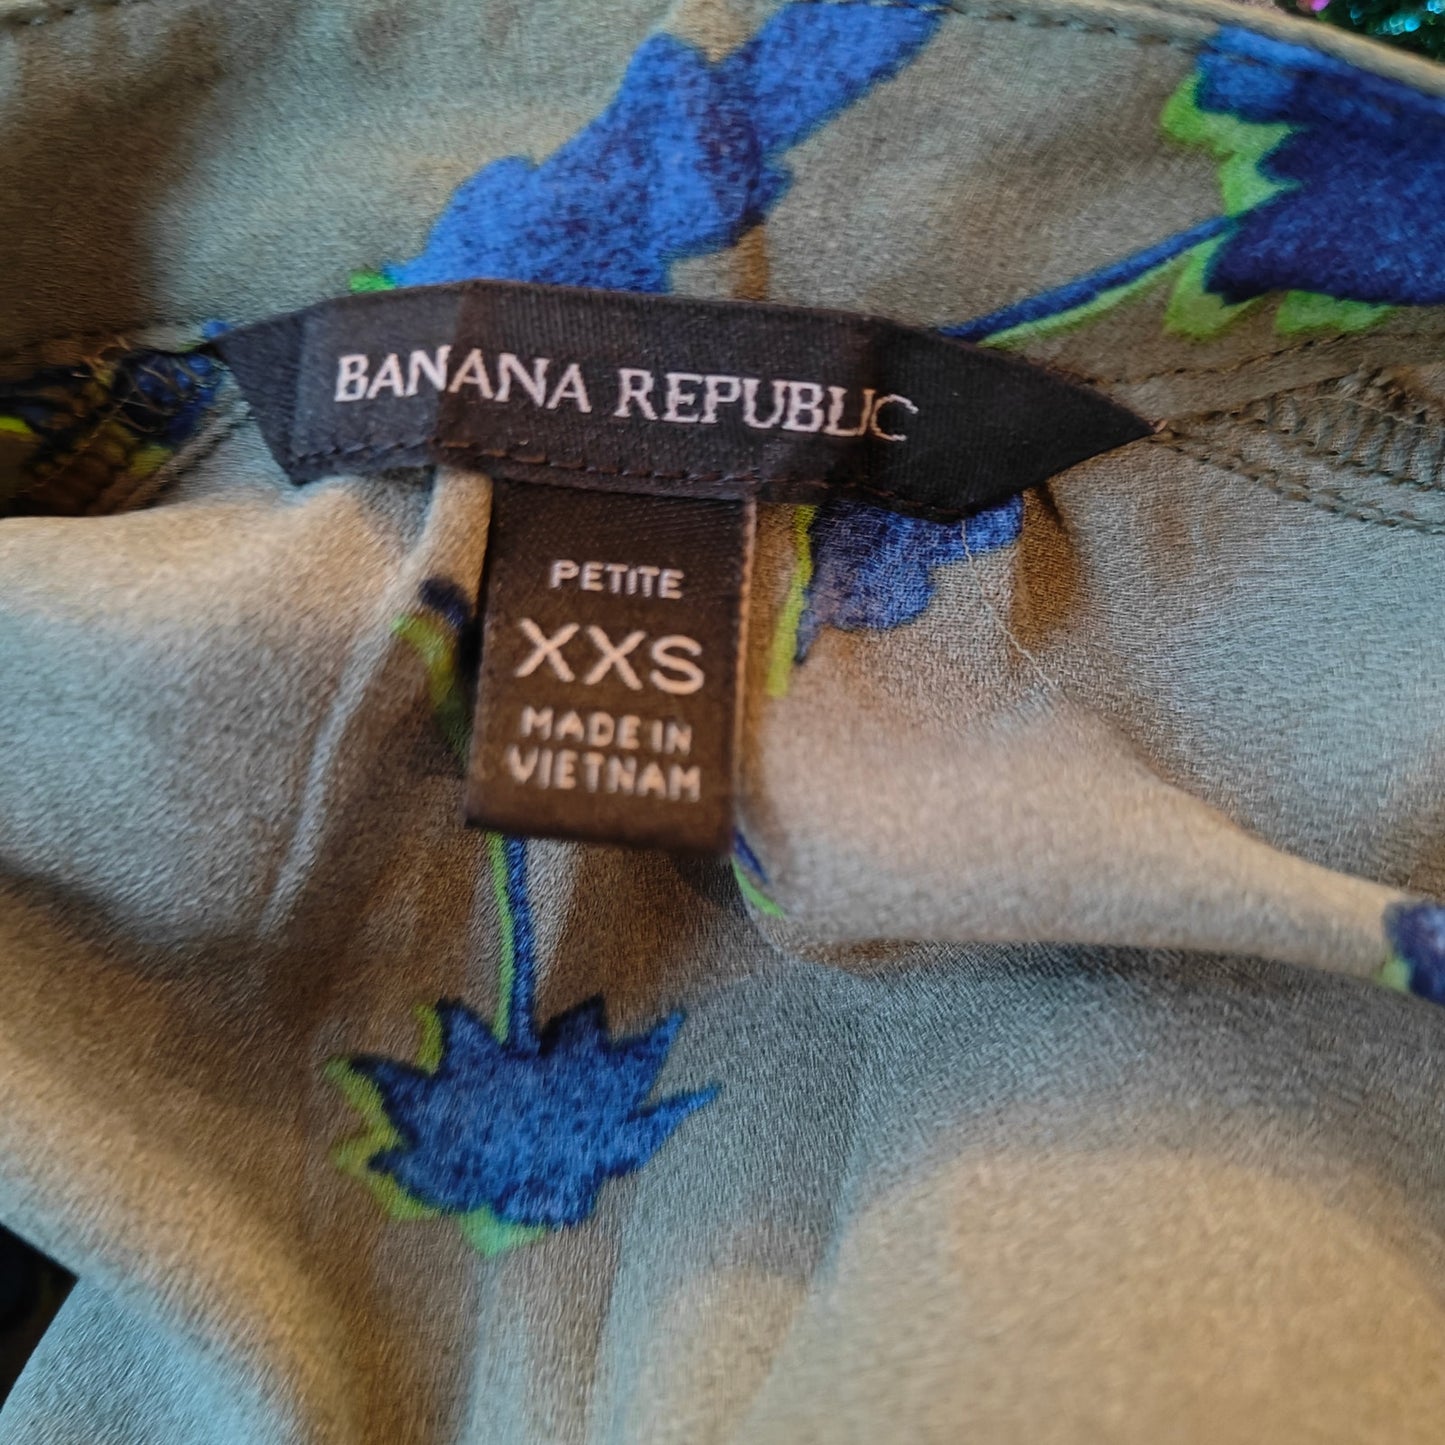 BANANA REPUBLIC
PETITE
XXS
MADE IN
VIETNAM